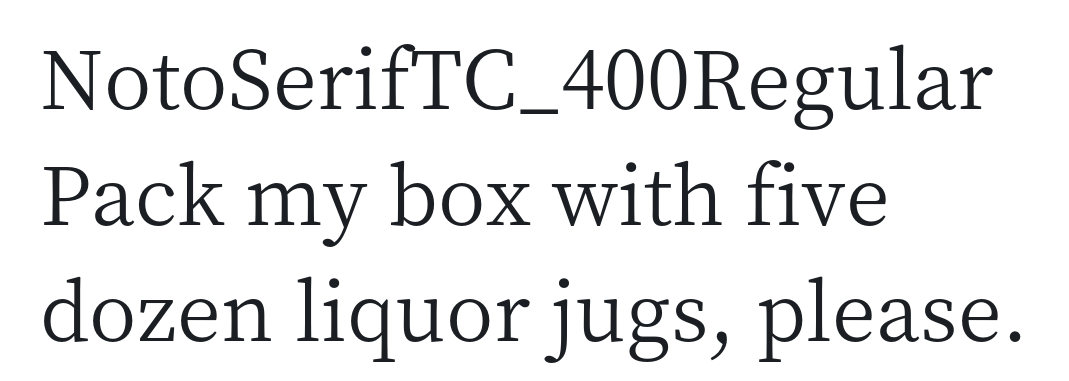 NotoSerifTC_400Regular
Pack my box with five
dozen liquor jugs, please.